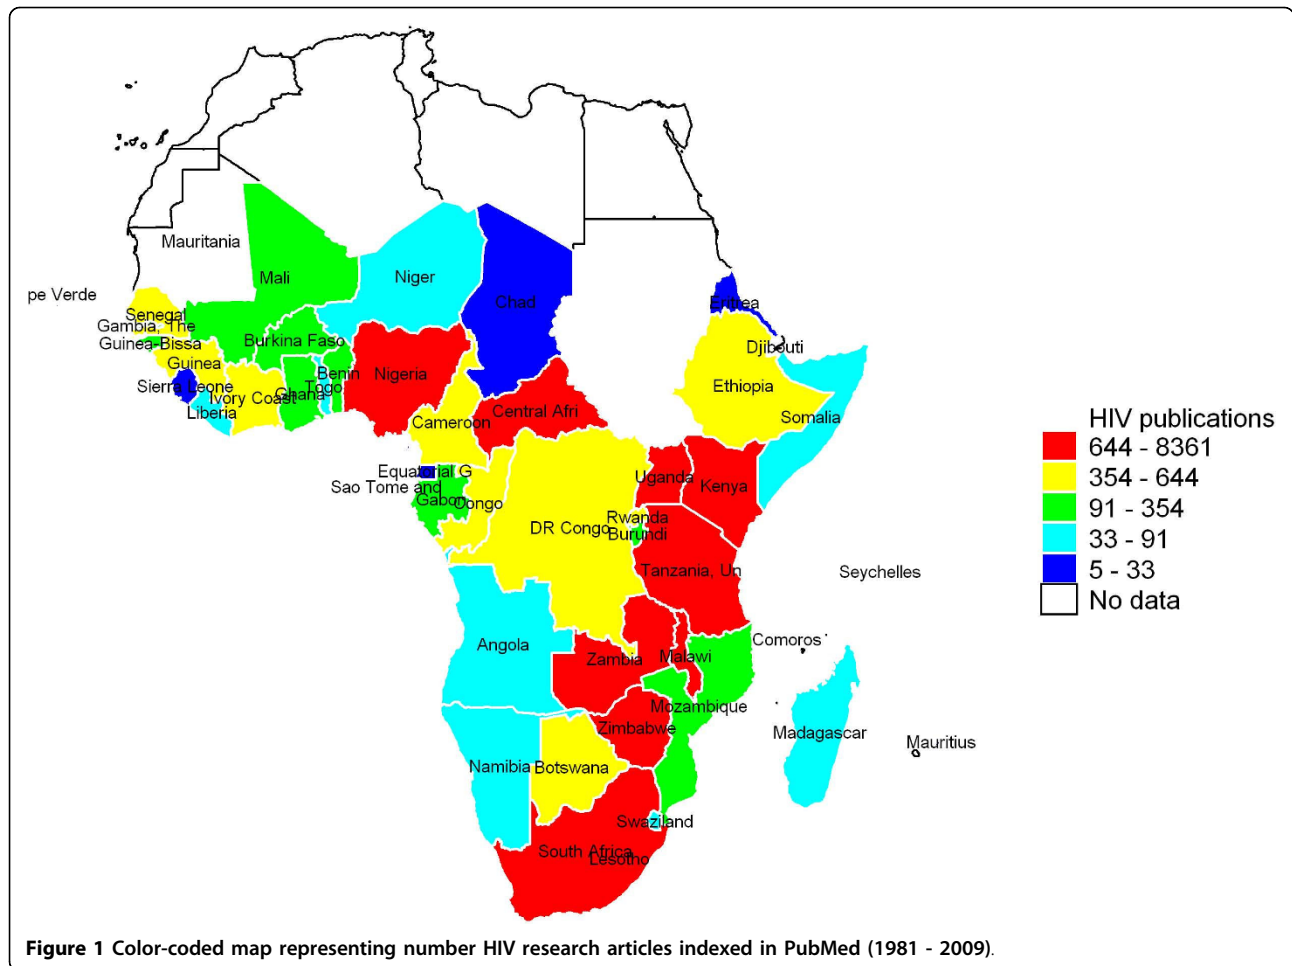 Mauritania
Mali
Niger
Chad
Eritrea
pe Verde
Senegal
Gambia, The
Guinea-Bissa
Guinea
Burkina Faso
Djibouti
Sierra Leone
Ivory Coast
Ghana
Togo
Benin
Nigeria
Ethiopia
Liberia
Cameroon
Central Afri
Somalia
Equatorial G
Sao Tome and
Gabon
Congo
DR Congo
Uganda
Kenya
Rwanda
Burundi
Tanzania, Un
Seychelles
Angola
Zambia
Malawi
Comoros
Mozambique
Zimbabwe
Madagascar
Mauritius
Namibia
Botswana
Swaziland
South Africa
Lesotho
HIV publications
644 - 8361
354 - 644
91 - 354
33 - 91
5 - 33
No data
Figure 1 Color-coded map representing number HIV research articles indexed in PubMed (1981 - 2009).